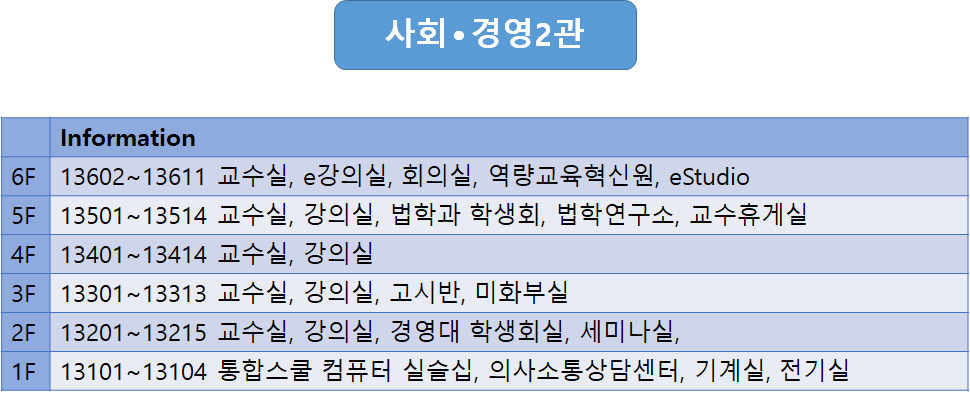 사회•경영2관
Information
6F 13602~13611 교수실, e강의실, 회의실, 역량교육혁신원, eStudio
5F 13501~13514 교수실, 강의실, 법학과 학생회, 법학연구소, 교수휴게실
4F 13401~13414 교수실, 강의실
3F 13301~13313 교수실, 강의실, 고시반, 미화부실
2F 13201~13215 교수실, 강의실, 경영대 학생회실, 세미나실,
1F 13101~13104 통합스쿨 컴퓨터 실슬십, 의사소통상담센터, 기계실, 전기실